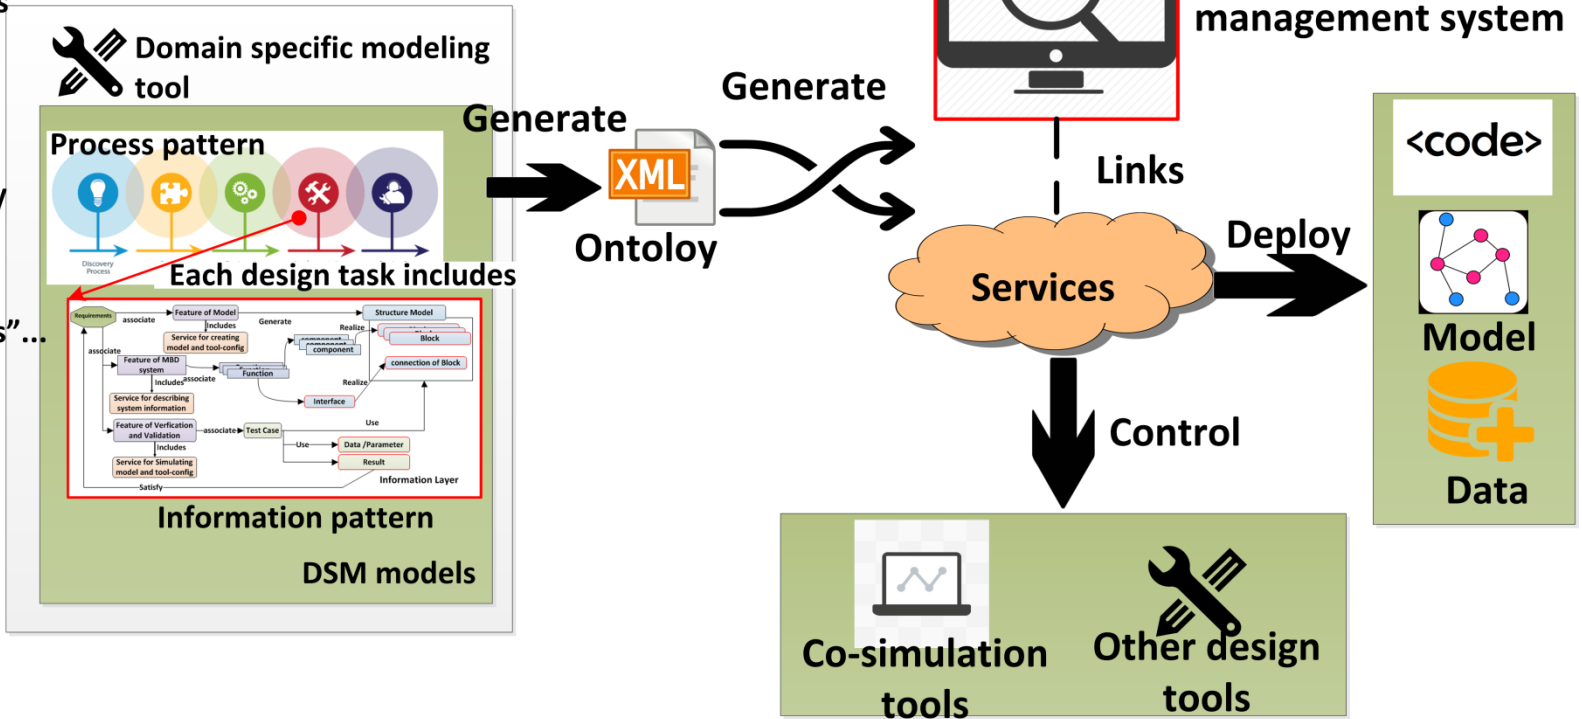 management system
Domain specific modeling
tool
Generate
Generate
Process pattern
XML
<code>
Links
Ontoloy
Deploy
Discovery
Process
Each design task includes
Services
s”...
Requirements
associate
Feature of Model
Includes
Service for creating
model and tool-config
Generate
Structure Model
Realize
component
Block
associate
Feature of MBD
system
Includes
associate
Function
connection of Block
Realize
Service for describing
system information
Interface
Feature of Verfication
and Validation
associate
Test Case
Use
Use
Data /Parameter
Includes
Result
Service for Simulating
model and tool-config
Satisfy
Information Layer
Information pattern
DSM models
Model
Control
Data
Co-simulation
tools
Other design
tools